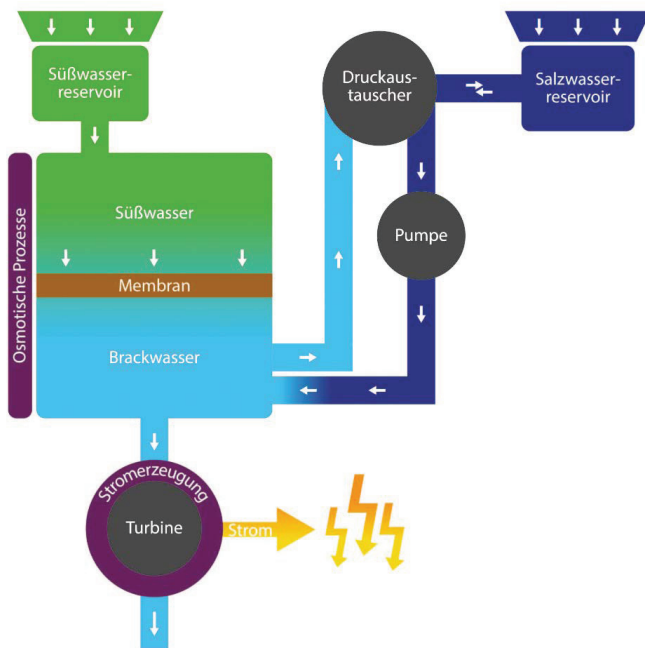 Süßwasser-
reservoir
Druckaus-
tauscher
Salzwasser-
reservoir
Osmotische Prozesse
Süßwasser
Pumpe
Membran
Brackwasser
Stromerzeugung
Turbine
Strom